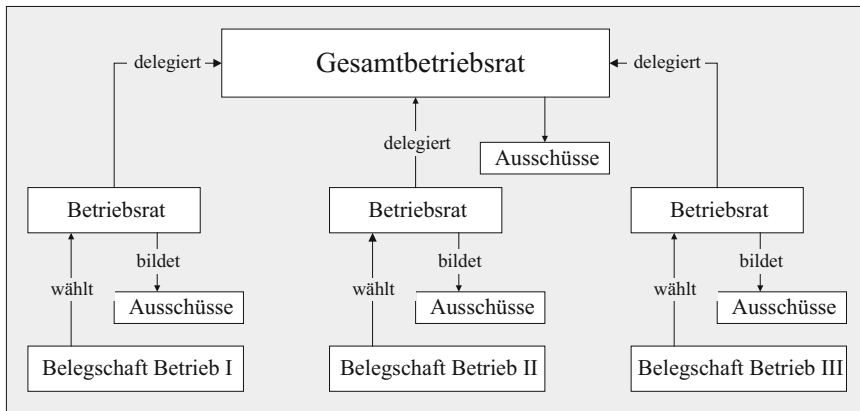 delegiert
Gesamtbetriebsrat
delegiert
delegiert
Ausschüsse
Betriebsrat
Betriebsrat
Betriebsrat
wählt
bildet
wählt
bildet
wählt
bildet
Ausschüsse
Ausschüsse
Ausschüsse
Belegschaft Betrieb I
Belegschaft Betrieb II
Belegschaft Betrieb III